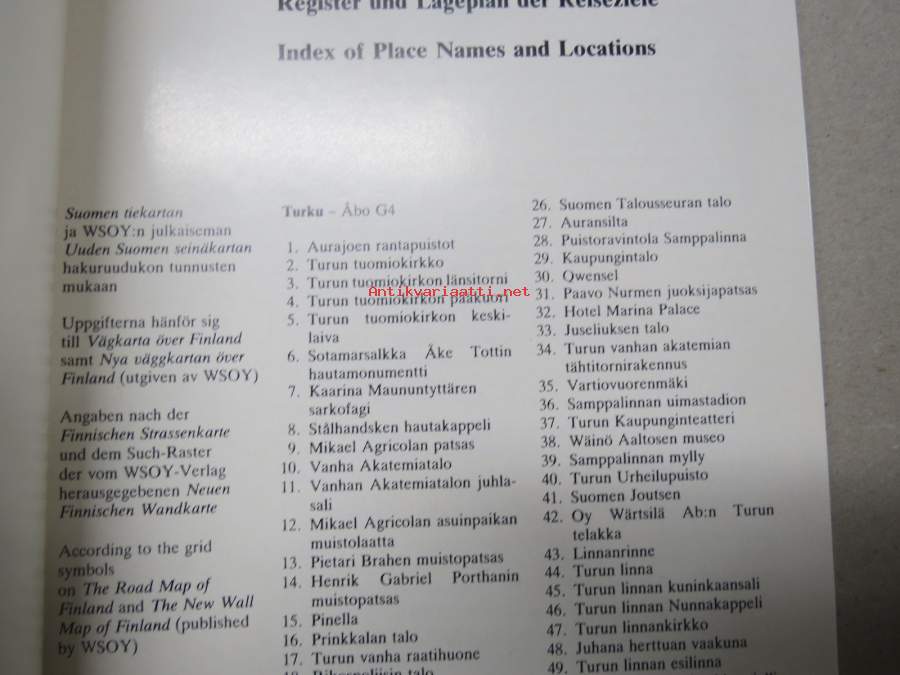 Register und Lageplan der Reiseziele
Index of Place Names and Locations
Suomen tiekartan
ja WSOY:n julkaiseman
Uuden Suomen seinäkartan
hakuruudukon tunnusten
mukaan
Uppgifterna hänför sig
till Vägkarta över Finland
samt Nya väggkartan över
Finland (utgiven av WSOY)
Angaben nach der
Finnischen Strassenkarte
und dem Such-Raster
der vom WSOY-Verlag
herausgegebenen Neuen
Finnischen Wandkarte
According to the grid
symbols
on The Road Map of
Finland and The New Wall
Map of Finland (published
by WSOY)
Turku – Åbo G4
1. Aurajoen rantapuistot
2. Turun tuomiokirkko
3. Turun tuomiokirkon länsitorni
4. Turun tuomiokirkon pääkuori
5. Turun tuomiokirkon keski-
laiva
6. Sotamarsalkka Åke Tottin
hautamonumentti
7. Kaarina Maununtyttären
sarkofagi
8. Stålhandsken hautakappeli
9. Mikael Agricolan patsas
10. Vanha Akatemiatalo
11. Vanhan Akatemiatalon juhla-
sali
12. Mikael Agricolan asuinpaikan
muistolaatta
13. Pietari Brahen muistopatsas
14. Henrik Gabriel Porthanin
muistopatsas
15. Pinella
16. Prinkkalan talo
17. Turun vanha raatihuone
18. Rikospoliisin talo
26. Suomen Talousseuran talo
27. Auransilta
28. Puistoravintola Samppalinna
29. Kaupungintalo
30. Qwensel
31. Paavo Nurmen juoksijapatsas
32. Hotel Marina Palace
33. Juseliuksen talo
34. Turun vanhan akatemian
tähtitornirakennus
35. Vartiovuorenmäki
36. Samppalinnan uimastadion
37. Turun Kaupunginteatteri
38. Wäinö Aaltosen museo
39. Samppalinnan mylly
40. Turun Urheilupuisto
41. Suomen Joutsen
42. Oy Wärtsilä Ab:n Turun
telakka
43. Linnanrinne
44. Turun linna
45. Turun linnan kuninkaansali
46. Turun linnan Nunnakappeli
47. Turun linnankirkko
48. Juhana herttuan vaakuna
49. Turun linnan esilinna
Antikvariaatti.net